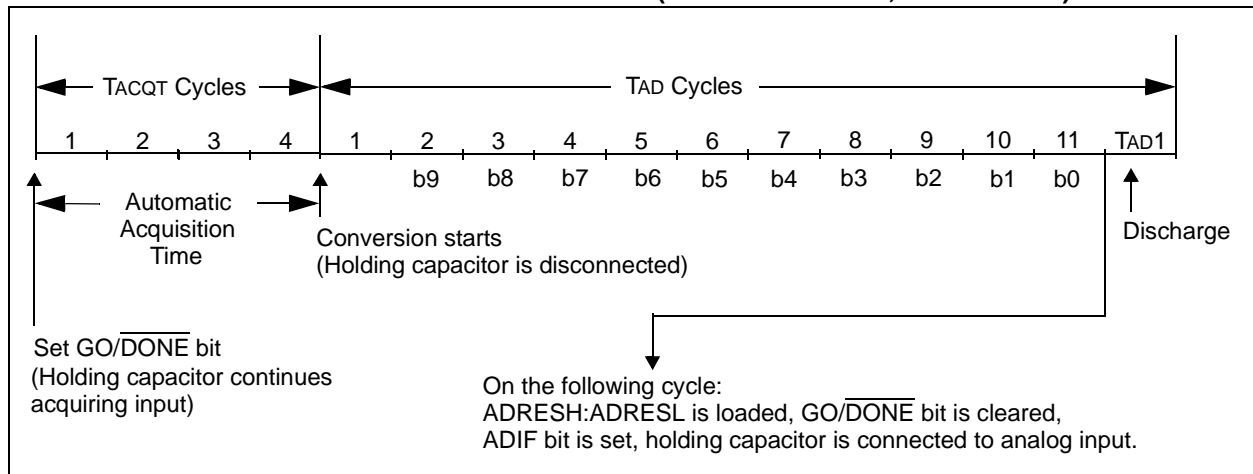 TACQT Cycles
TAD Cycles
1 2 3 4 1 2 3 4 5 6 7 8 9 10 11 TAD1
b9 b8 b7 b6 b5 b4 b3 b2 b1 b0
Automatic
Acquisition
Time
Conversion starts
(Holding capacitor is disconnected)
Discharge
Set GO/DONE bit
(Holding capacitor continues
acquiring input)
On the following cycle:
ADRESH:ADRESL is loaded, GO/DONE bit is cleared,
ADIF bit is set, holding capacitor is connected to analog input.